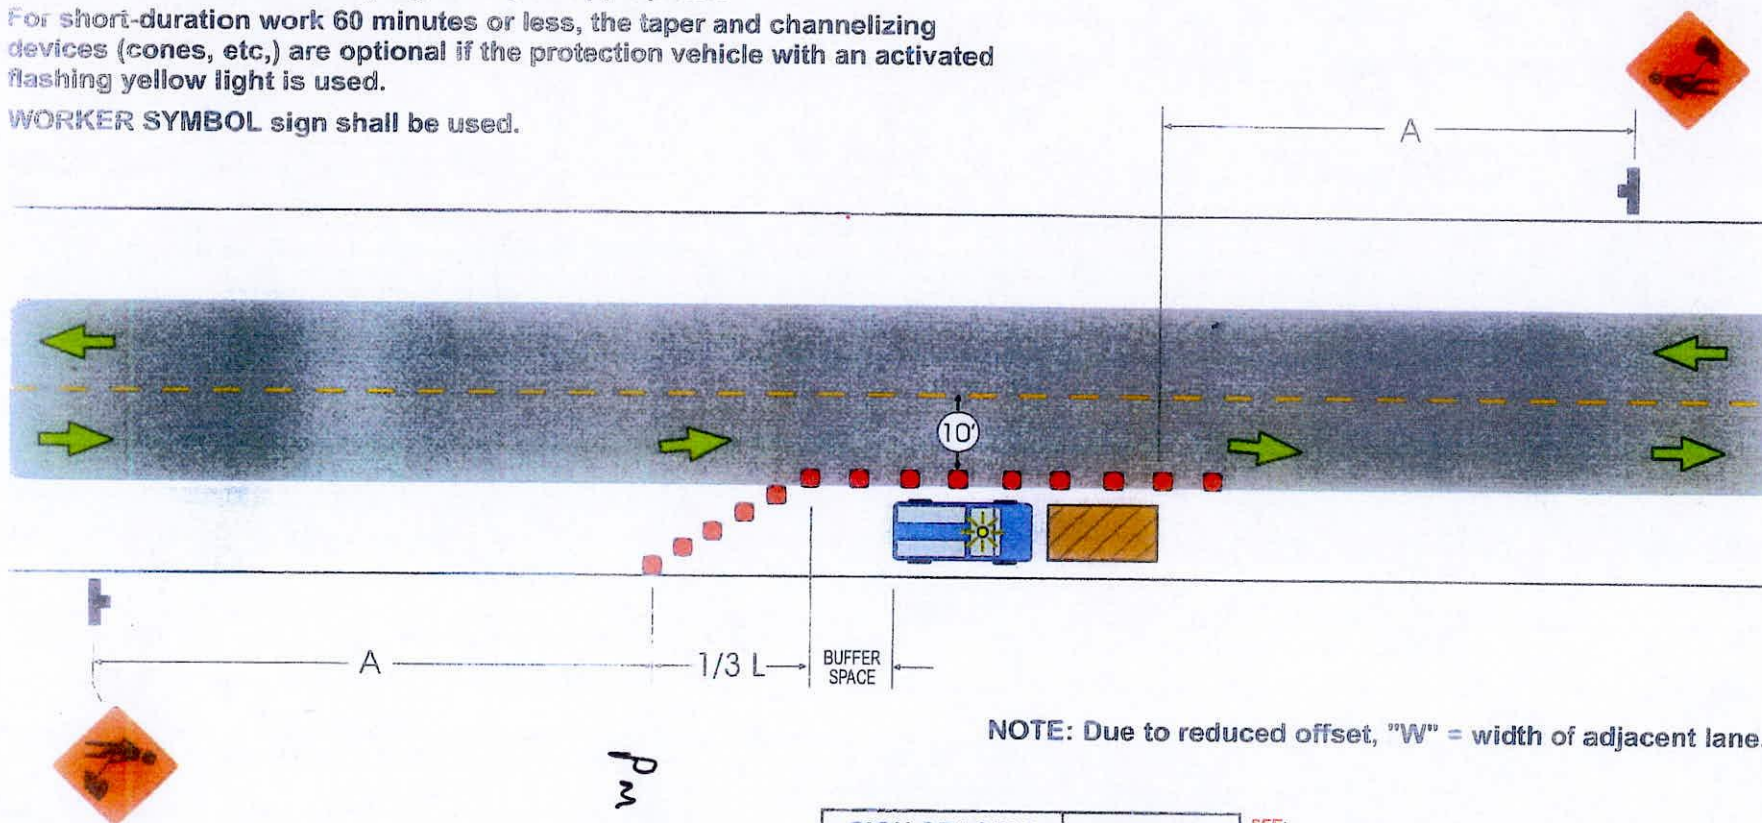 For short-duration work 60 minutes or less, the taper and channelizing
devices (cones, etc,) are optional if the protection vehicle with an activated
flashing yellow light is used.
WORKER SYMBOL sign shall be used.
A
10'
A
1/3 L
BUFFER
SPACE
NOTE: Due to reduced offset, "W" = width of adjacent lane.
SEE: